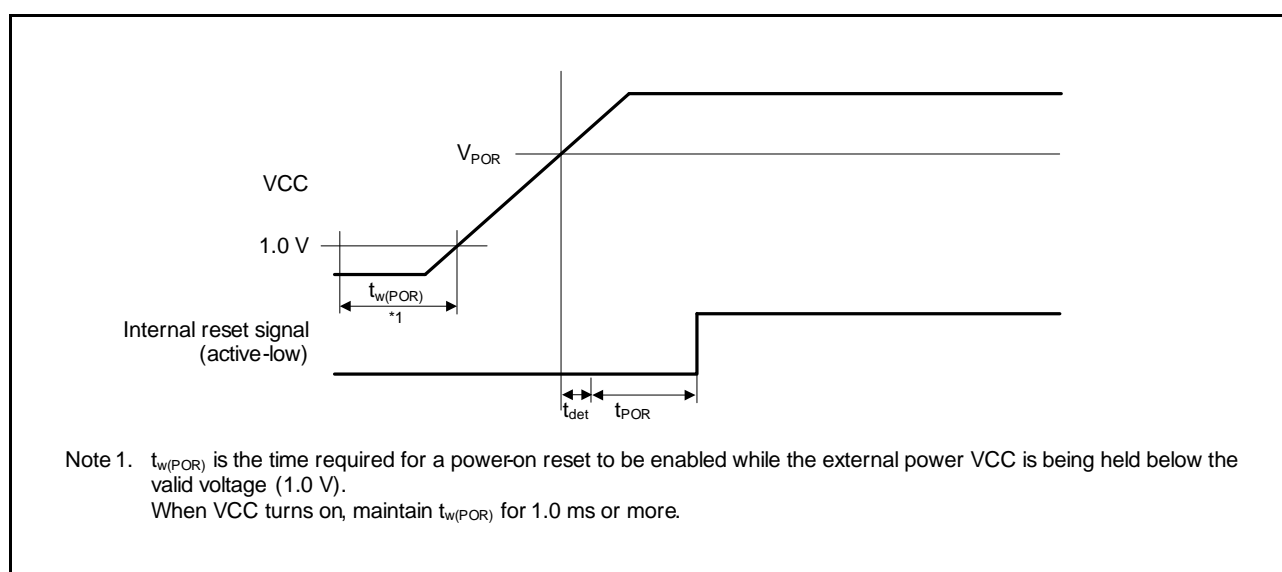 VPOR
VCC
1.0 V
tw(POR)
*1
Internal reset signal
(active-low)
tdet
tPOR
Note 1. tw(POR) is the time required for a power-on reset to be enabled while the external power VCC is being held below the
valid voltage (1.0 V).
When VCC turns on, maintain tw(POR) for 1.0 ms or more.